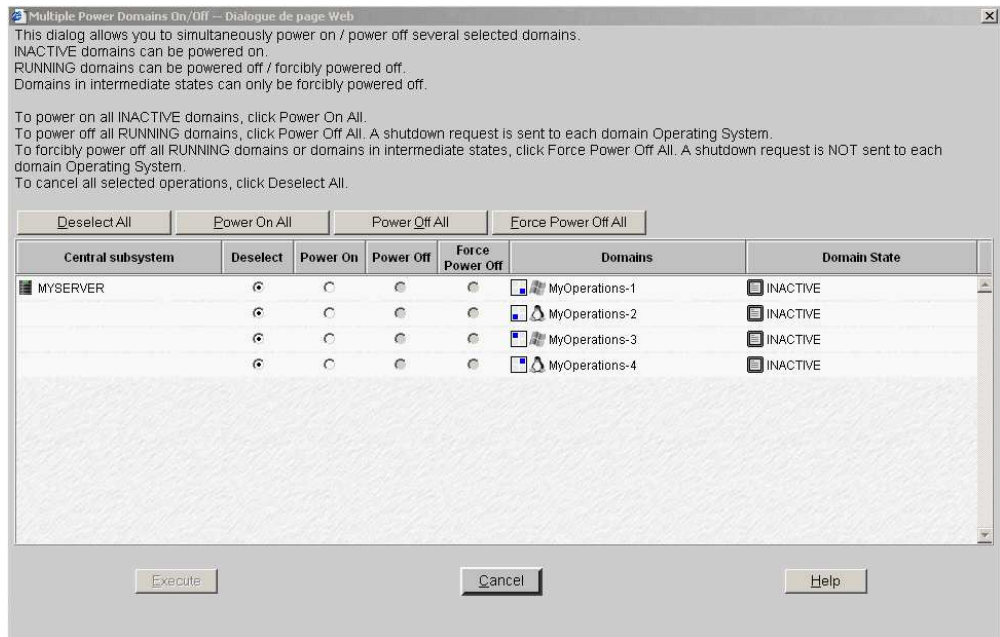 Multiple Power Domains On/Off -- Dialogue de page Web
This dialog allows you to simultaneously power on / power off several selected domains.
INACTIVE domains can be powered on.
RUNNING domains can be powered off / forcibly powered off.
Domains in intermediate states can only be forcibly powered off.
To power on all INACTIVE domains, click Power On All.
To power off all RUNNING domains, click Power Off All. A shutdown request is sent to each domain Operating System.
To forcibly power off all RUNNING domains or domains in intermediate states, click Force Power Off All. A shutdown request is NOT sent to each
domain Operating System.
To cancel all selected operations, click Deselect All.
Deselect All Power On All Power Off All Force Power Off All
Central subsystem Deselect Power On Power Off Force Power Off Domains Domain State
MYSERVER MyOperations-1 INACTIVE
MyOperations-2 INACTIVE
MyOperations-3 INACTIVE
MyOperations-4 INACTIVE
Execute Cancel Help